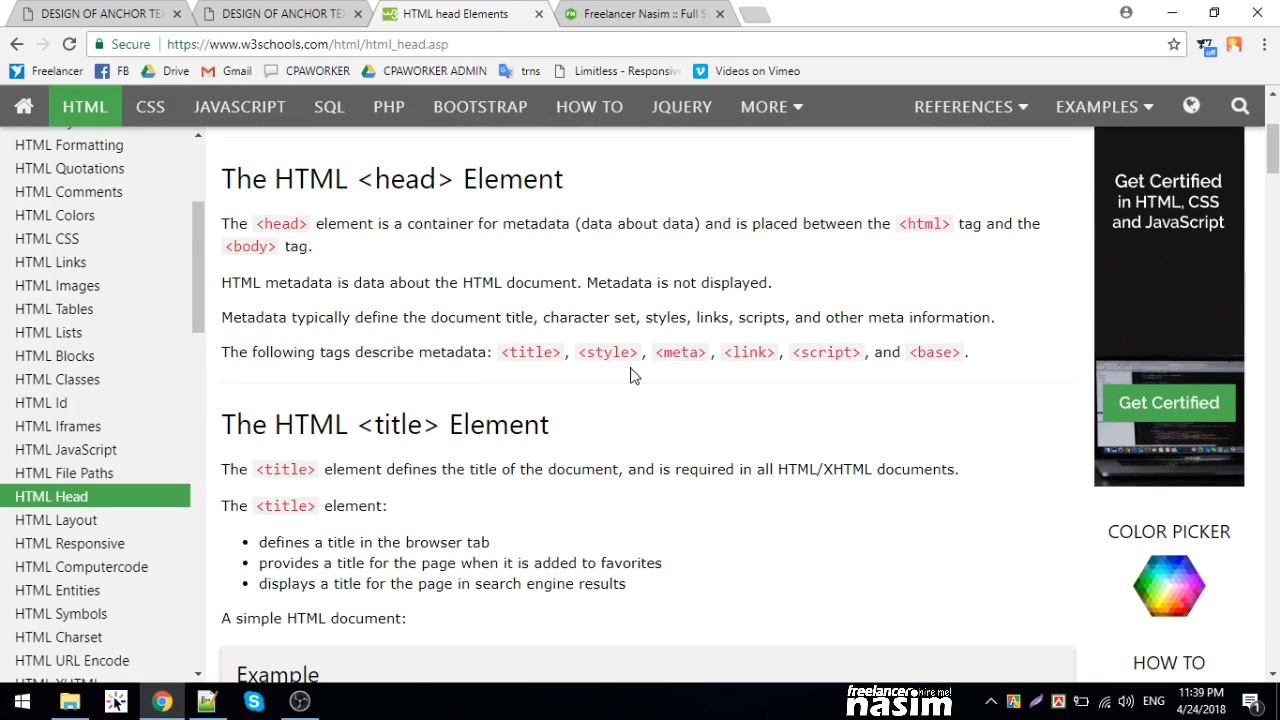 DESIGN OF ANCHOR TEX
DESIGN OF ANCHOR TEX
HTML head Elements
Freelancer Nasim :: Full S
Secure
https://www.w3schools.com/html/html_head.asp
Freelancer
FB
Drive
Gmail
CPAWORKER
CPAWORKER ADMIN
trns
Limitless - Responsiv
Videos on Vimeo
HTML
CSS
JAVASCRIPT
SQL
PHP
BOOTSTRAP
HOW TO
JQUERY
MORE
REFERENCES
EXAMPLES
HTML Formatting
HTML Quotations
HTML Comments
HTML Colors
HTML CSS
HTML Links
HTML Images
HTML Tables
HTML Lists
HTML Blocks
HTML Classes
HTML Id
HTML Iframes
HTML JavaScript
HTML File Paths
HTML Head
HTML Layout
HTML Responsive
HTML Computercode
HTML Entities
HTML Symbols
HTML Charset
HTML URL Encode
The HTML <head> Element
The <head> element is a container for metadata (data about data) and is placed between the <html> tag and the
<body> tag.
HTML metadata is data about the HTML document. Metadata is not displayed.
Metadata typically define the document title, character set, styles, links, scripts, and other meta information.
The following tags describe metadata: <title>, <style>, <meta>, <link>, <script>, and <base>.
The HTML <title> Element
The <title> element defines the title of the document, and is required in all HTML/XHTML documents.
The <title> element:
• defines a title in the browser tab
• provides a title for the page when it is added to favorites
• displays a title for the page in search engine results
A simple HTML document:
Example
Get Certified
in HTML, CSS
and JavaScript
Get Certified
COLOR PICKER
HOW TO
off
freelancer hire me!
nasim
ENG
11:39 PM
4/24/2018
1